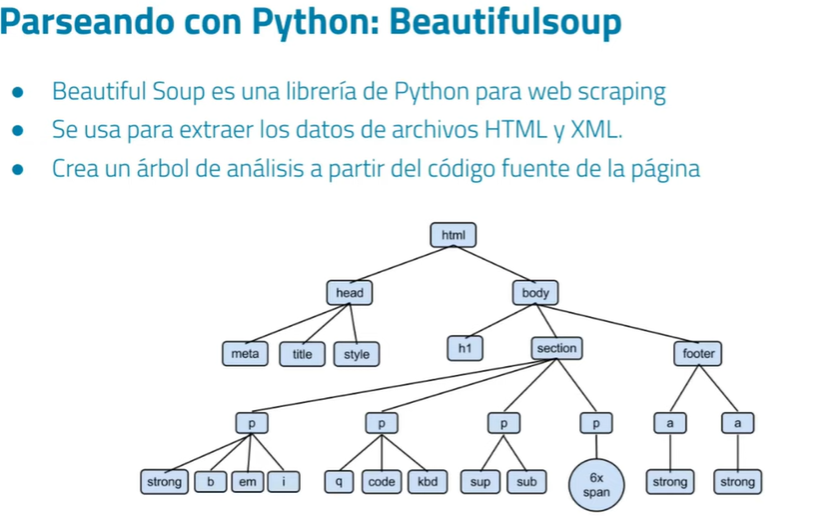 Parseando con Python: Beautifulsoup
● Beautiful Soup es una librería de Python para web scraping
● Se usa para extraer los datos de archivos HTML y XML.
● Crea un árbol de análisis a partir del código fuente de la página
html
head body
meta title style h1 section footer
p p p p a a
strong b em i q code kbd sup sub 6x strong strong
span